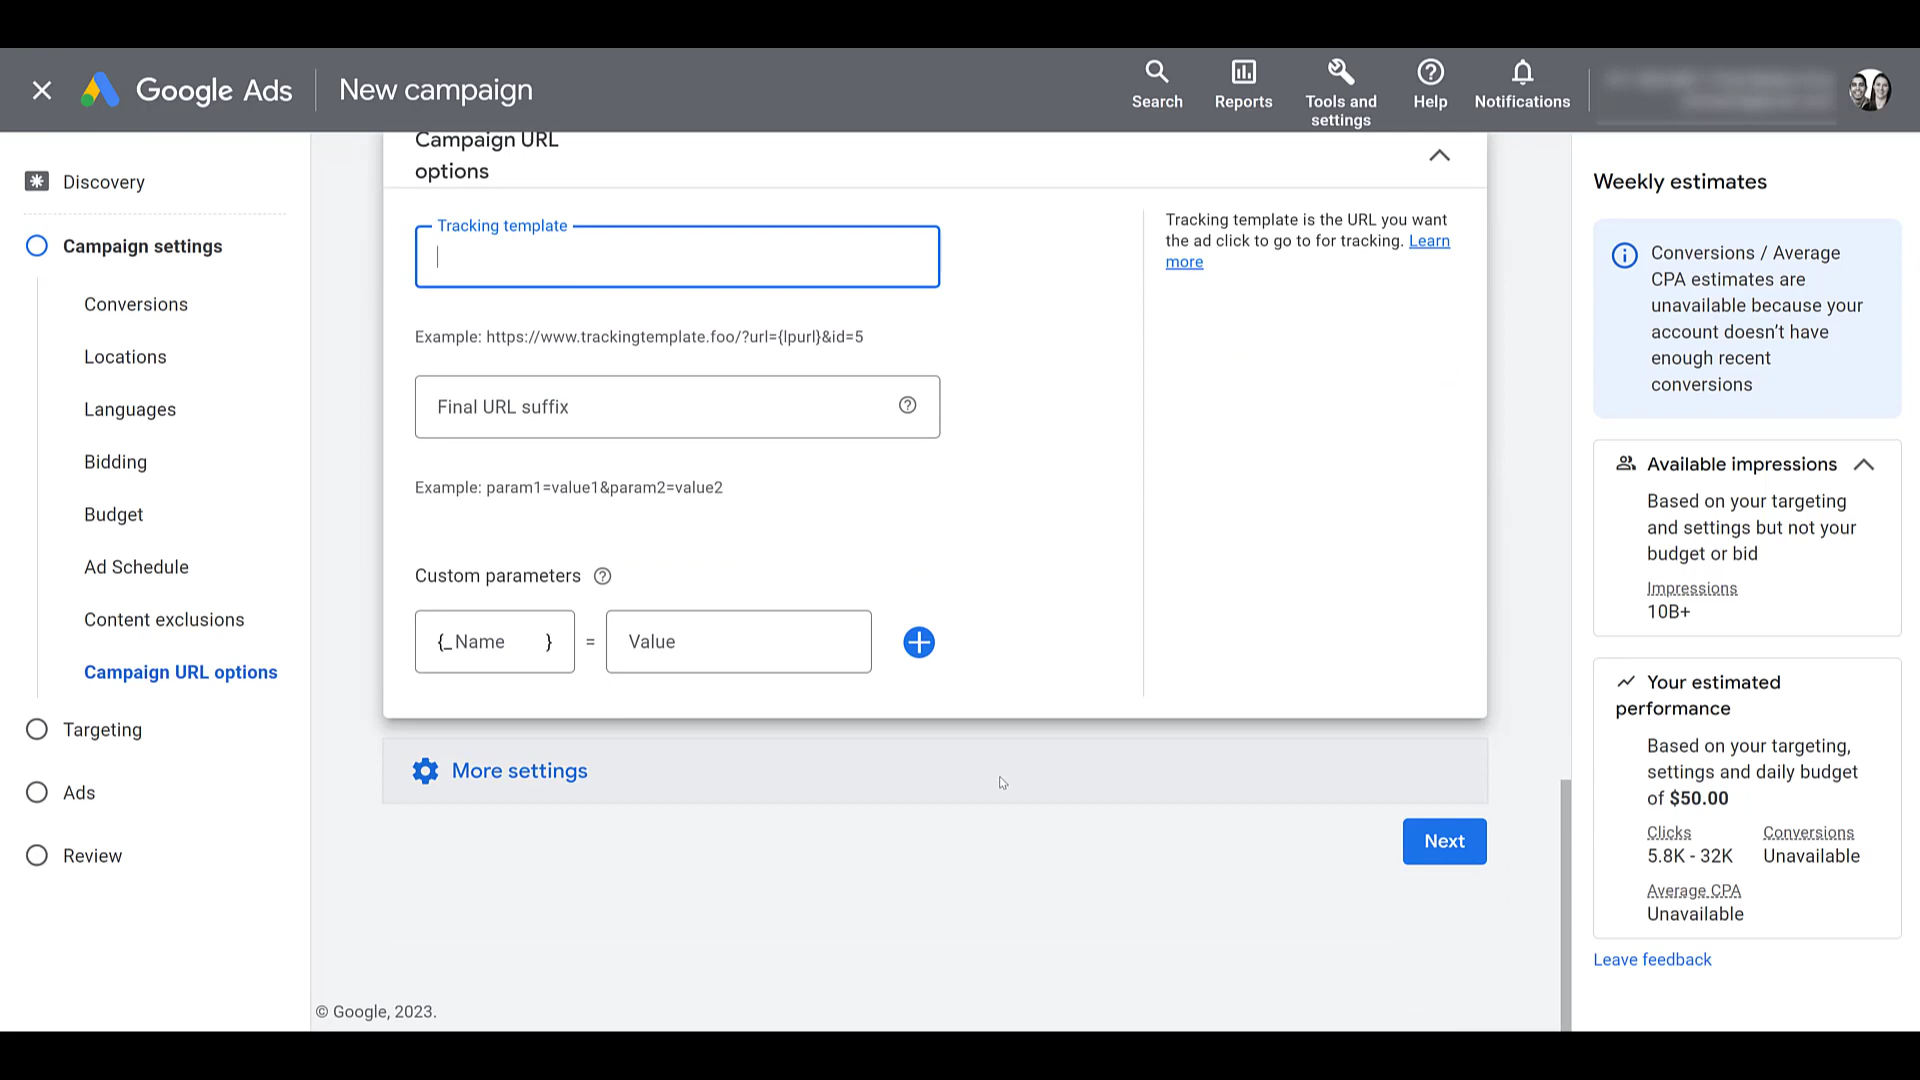 Google Ads
New campaign
Search
Reports
Tools and
settings
Help
Notifications
Discovery
Campaign settings
Conversions
Locations
Languages
Bidding
Budget
Ad Schedule
Content exclusions
Campaign URL options
Targeting
Ads
Review
Campaign URL
options
Tracking template
Example: https://www.trackingtemplate.foo/?url={lpurl}&id=5
Final URL suffix
Example: param1=value1&param2=value2
Custom parameters
{_ Name } = Value
Tracking template is the URL you want
the ad click to go to for tracking. Learn
more
More settings
Next
© Google, 2023.
Weekly estimates
Conversions / Average
CPA estimates are
unavailable because your
account doesn’t have
enough recent
conversions
Available impressions
Based on your targeting
and settings but not your
budget or bid
Impressions
10B+
Your estimated
performance
Based on your targeting,
settings and daily budget
of $50.00
Clicks Conversions
5.8K - 32K Unavailable
Average CPA
Unavailable
Leave feedback